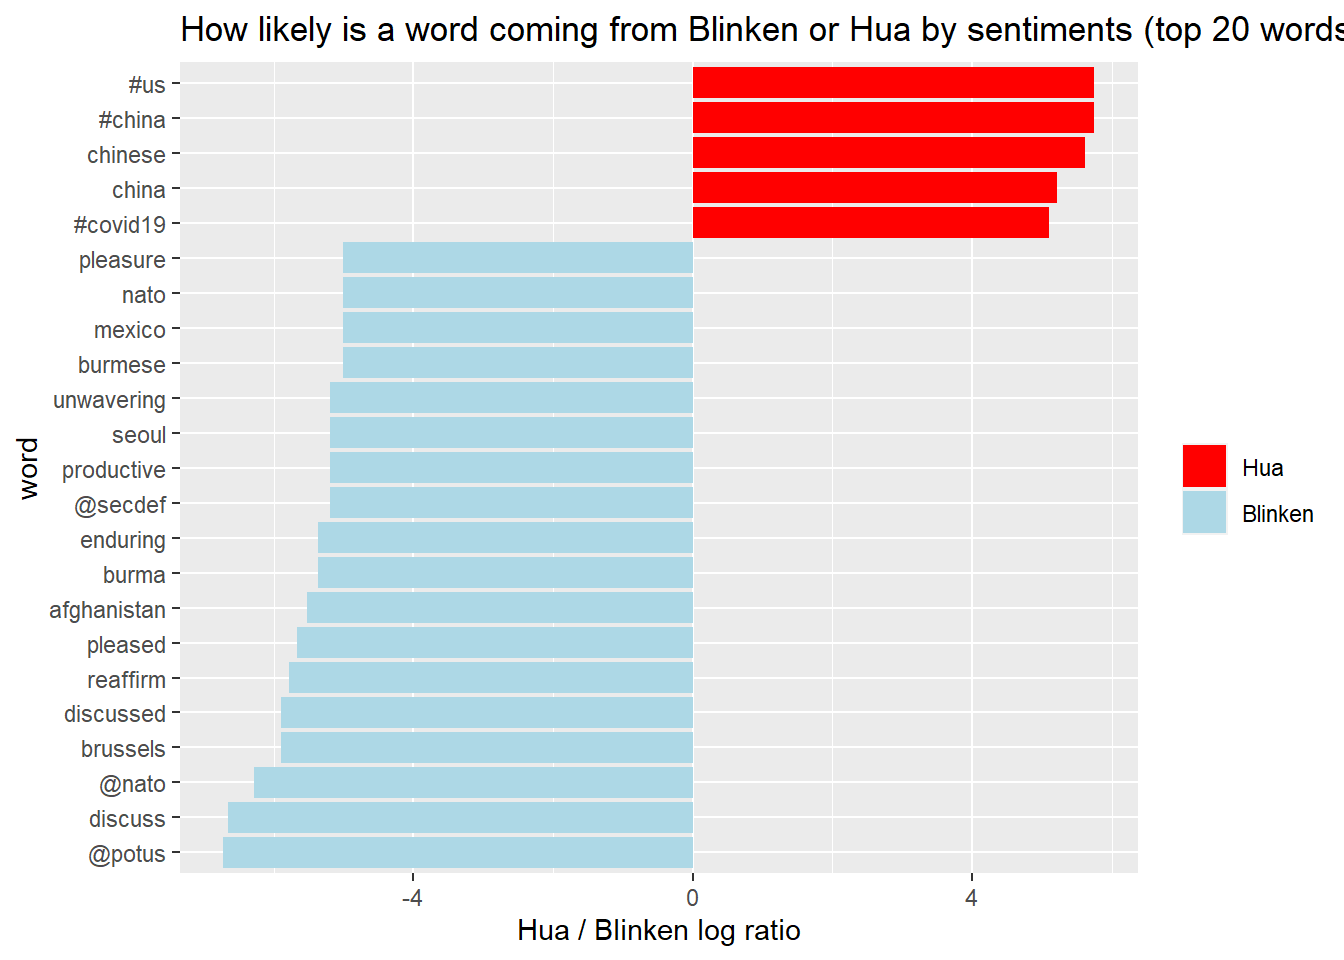 How likely is a word coming from Blinken or Hua by sentiments (top 20 words
#us
#china
chinese
china
#covid19
pleasure
nato
mexico
burmese
unwavering
seoul
productive
@secdef
enduring
burma
afghanistan
pleased
reaffirm
discussed
brussels
@nato
discuss
@potus
word
-4
0
4
Hua / Blinken log ratio
Hua
Blinken